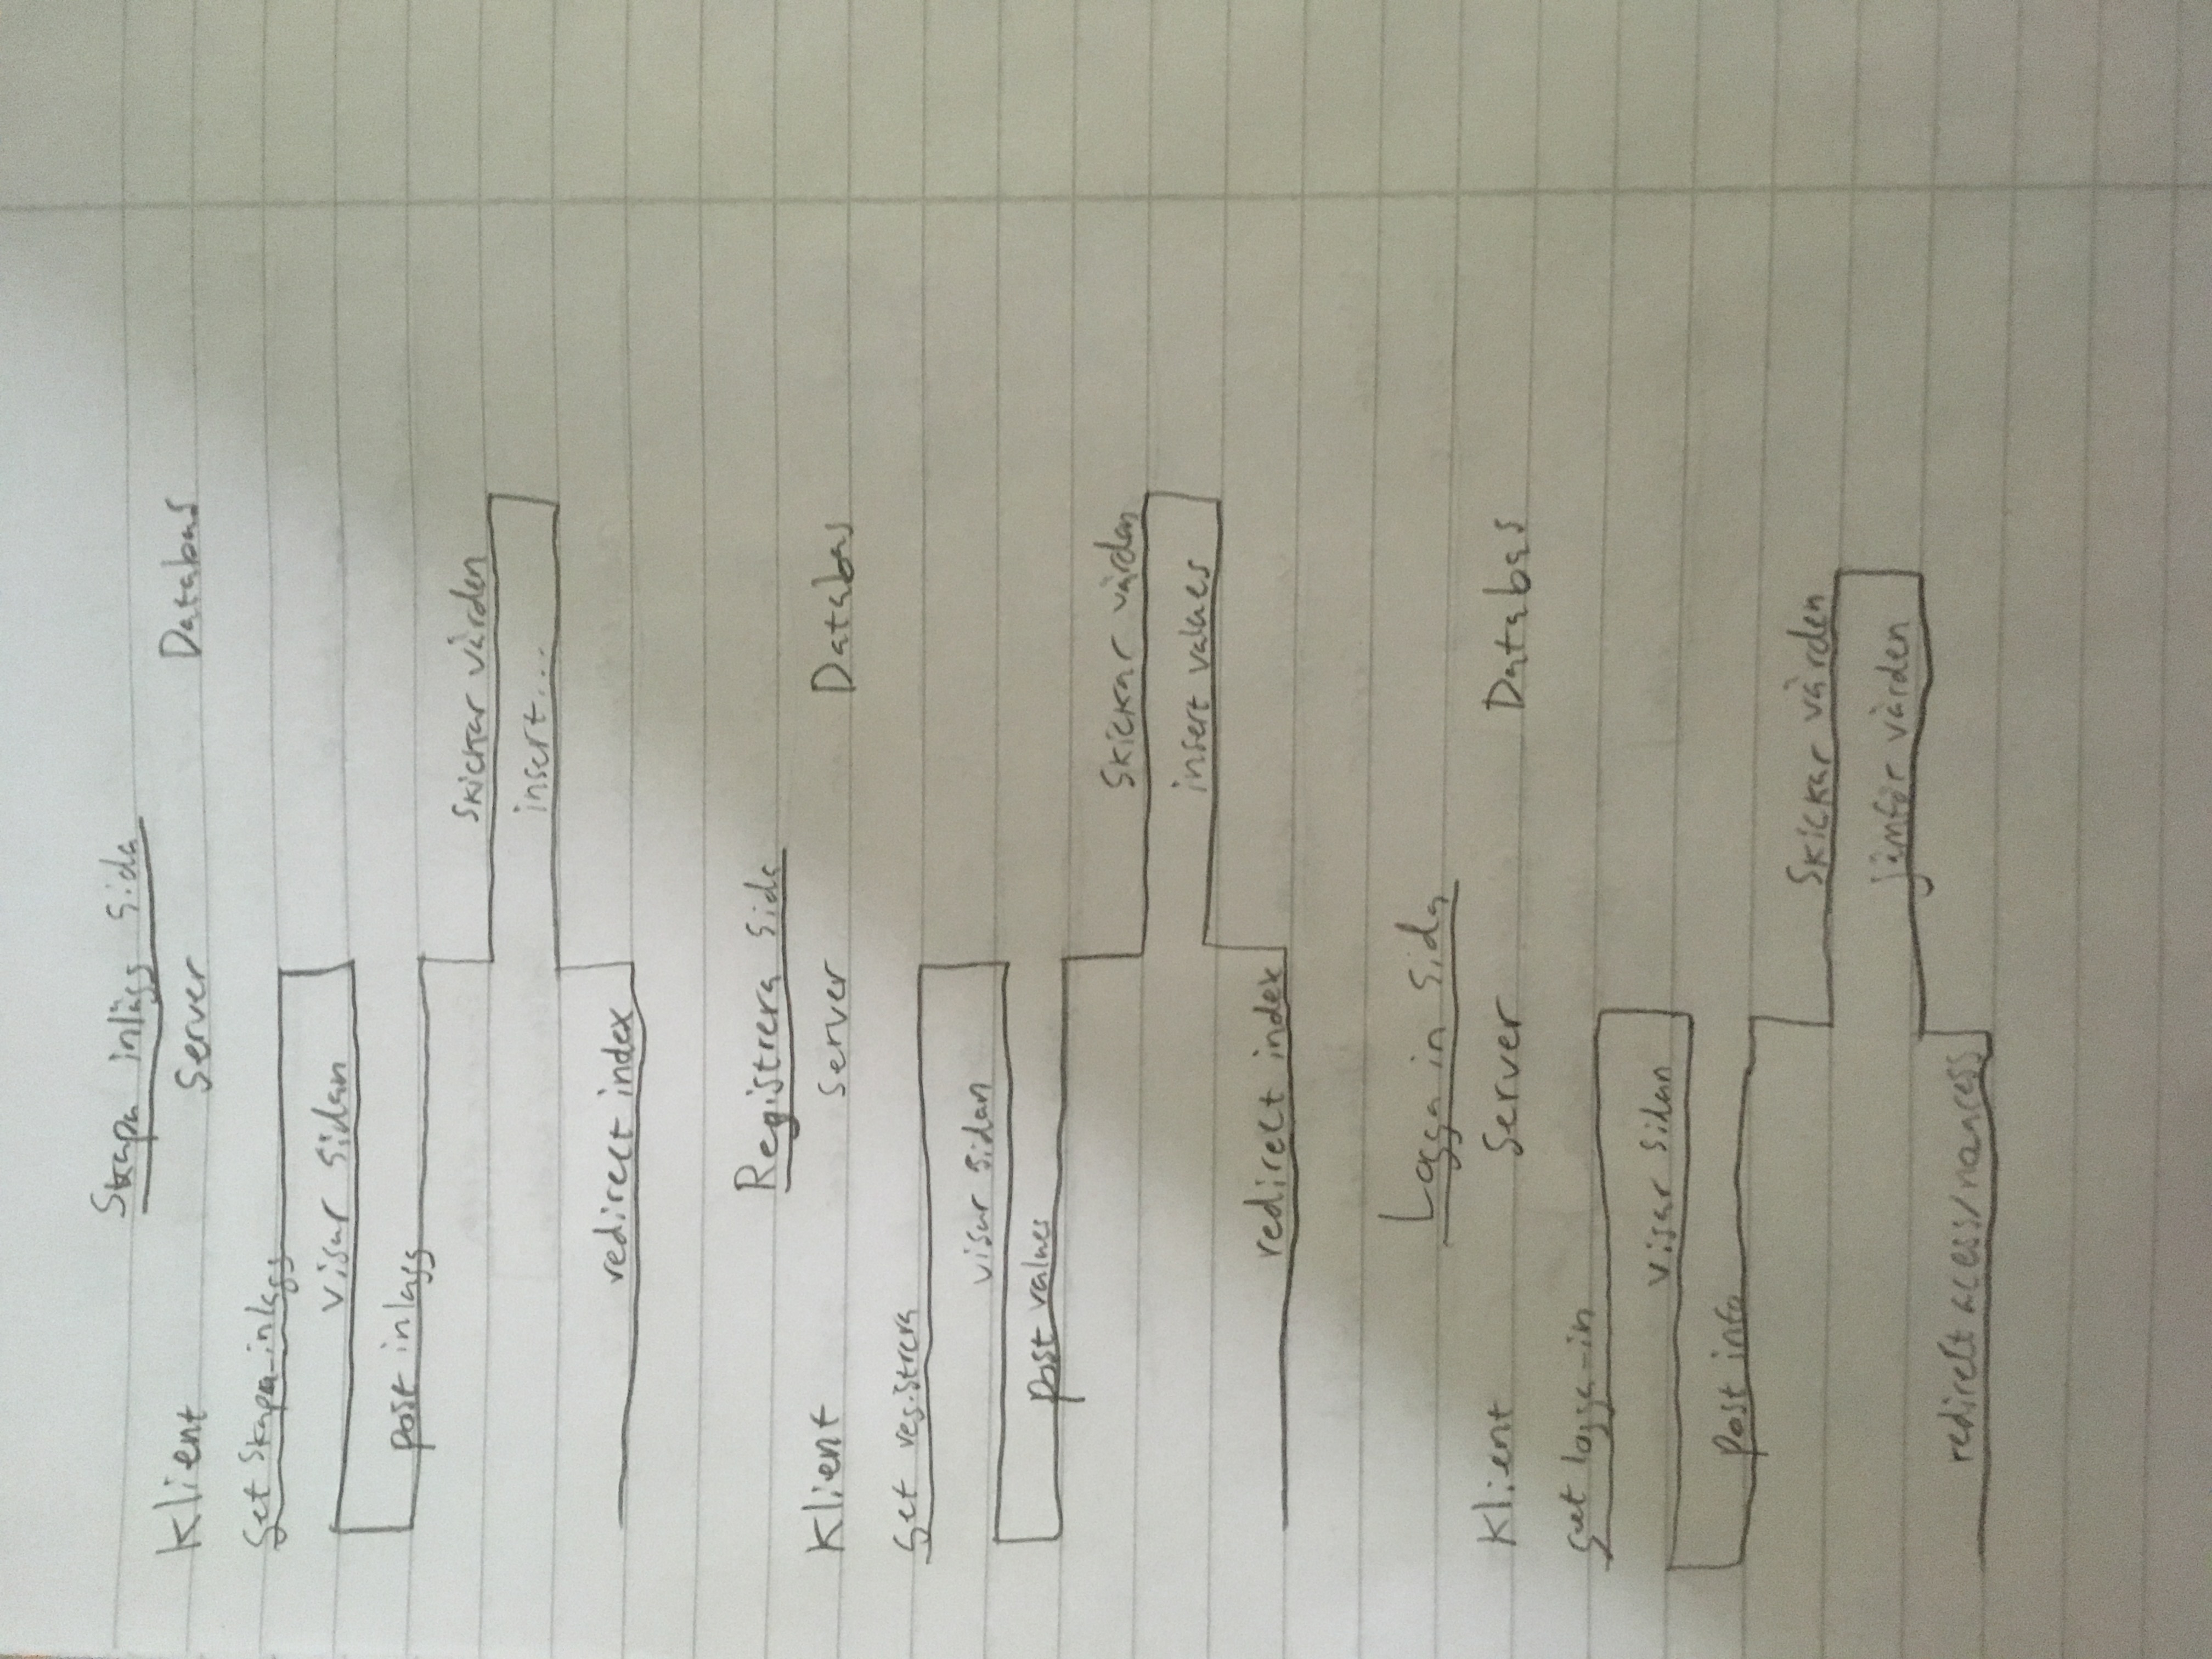 Skapa inlägg sida
Klient Server Databas
get skapa-inlagg
visar sidan
post inlagg
skickar värden
insert...
redirect index
Registrera sida
Klient Server Databas
get registrera
visar sidan
post values
skickar värden
insert values
redirect index
Logga in sida
Klient Server Databas
get logga-in
visar sidan
post info
skickar värden
jämför värden
redirect acess/noacess